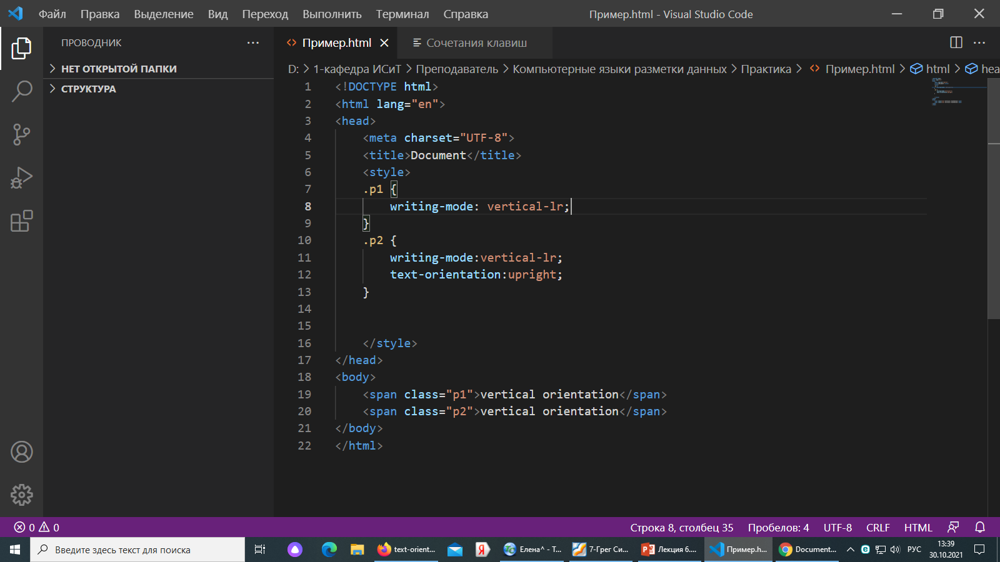 Файл Правка Выделение Вид Переход Выполнить Терминал Справка Пример.html - Visual Studio Code
ПРОВОДНИК
НЕТ ОТКРЫТОЙ ПАПКИ
СТРУКТУРА
Пример.html Сочетания клавиш
D: > 1-кафедра ИСиТ > Преподаватель > Компьютерные языки разметки данных > Практика > Пример.html > html > hea
1 <!DOCTYPE html>
2 <html lang="en">
3 <head>
4 <meta charset="UTF-8">
5 <title>Document</title>
6 <style>
7 .p1 {
8 writing-mode: vertical-lr;
9 }
10 .p2 {
11 writing-mode:vertical-lr;
12 text-orientation:upright;
13 }
14
15
16 </style>
17 </head>
18 <body>
19 <span class="p1">vertical orientation</span>
20 <span class="p2">vertical orientation</span>
21 </body>
22 </html>
0 0 Строка 8, столбец 35 Пробелов: 4 UTF-8 CRLF HTML
Введите здесь текст для поиска text-orient... Я Елена^ - Т... 7-Грег Си... Лекция 6.... Пример.h... Document... РУС 13:39
30.10.2021